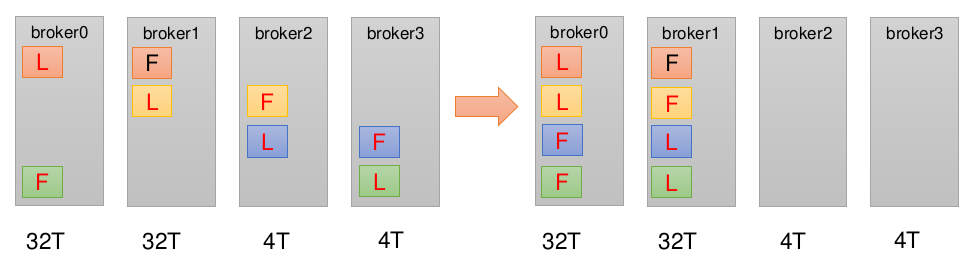 broker0 broker1 broker2 broker3 broker0 broker1 broker2 broker3
L F L F
L F L F
L F F L
F L F L
32T 32T 4T 4T 32T 32T 4T 4T